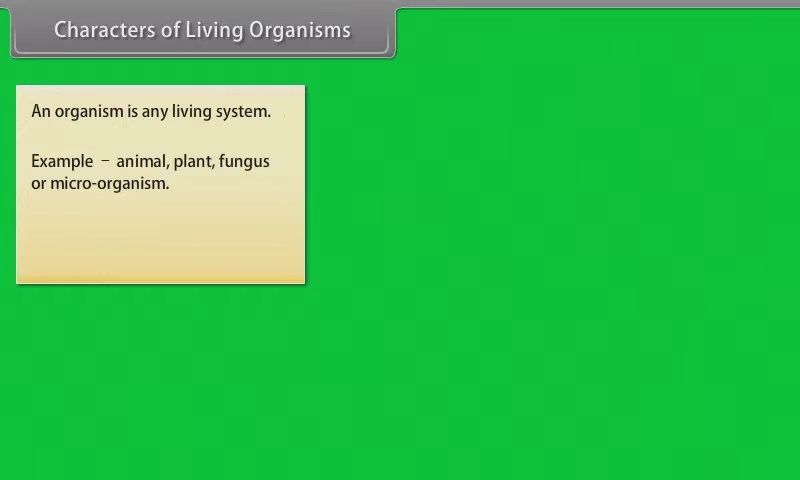 Characters of Living Organisms
An organism is any living system.
Example – animal, plant, fungus
or micro-organism.